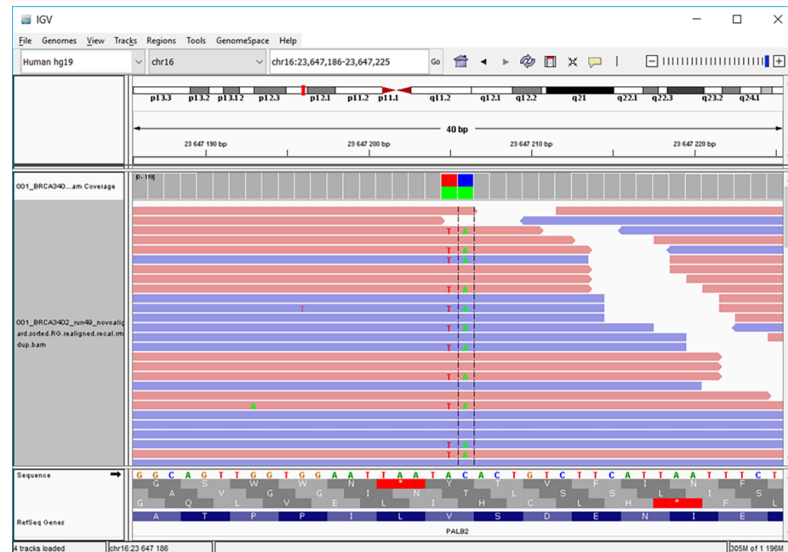 IGV
File Genomes View Tracks Regions Tools GenomeSpace Help
Human hg19 chr16 chr16:23,647,186-23,647,225 Go
p13.3 p13.2 p13.12 p12.3 p12.1 p11.2 p11.1 q11.2 q12.1 q12.2 q21 q22.1 q22.3 q23.2 q24.1
40 bp
23 647 190 bp 23 647 200 bp 23 647 210 bp 23 647 220 bp
[0 - 119]
001_BRCA340...am Coverage
T A
T A
T A
T A
T T A
T A
T A
T A
A T A
T A
T A
001_BRCA3402_run49_novoalig
ard.sorted.RG.realigned.recal.rm
dup.bam
Sequence
G G C A G T T G G T G G A A T T A A T A C A C T G T C T T C A T T A A T T T C T
G S W W N * Y T V F I N F
A V G G I N T L S S L I S
G Q L V E L I H C L H * F L
RefSeq Genes
A T P P I L V S D E N I E
PALB2
4 tracks loaded chr16:23 647 186 305M of 1 196M